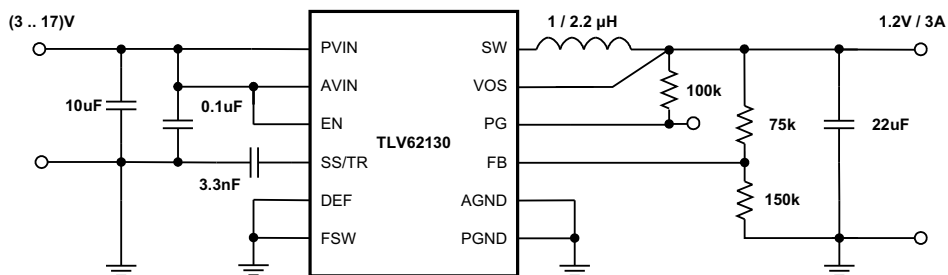 (3 .. 17)V
1 / 2.2 µH
1.2V / 3A
PVIN
SW
AVIN
VOS
10uF
0.1uF
100k
EN
PG
75k
22uF
TLV62130
SS/TR
FB
3.3nF
150k
DEF
AGND
FSW
PGND